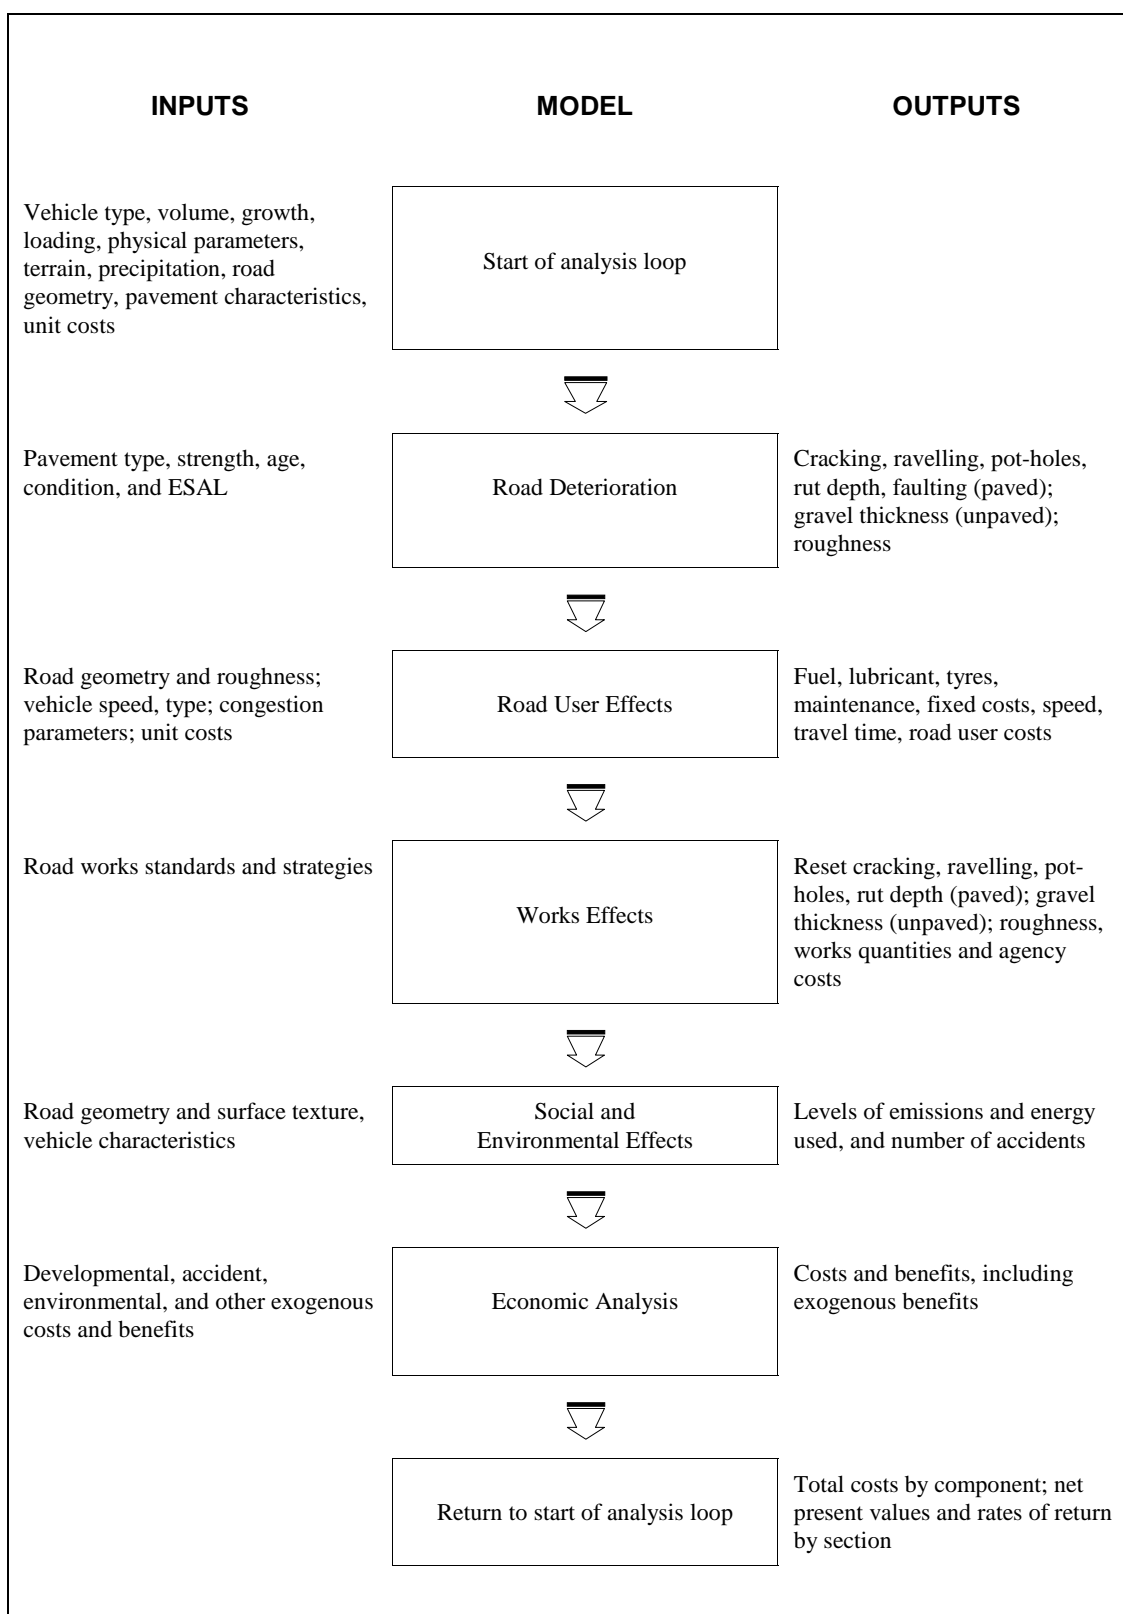 INPUTS
MODEL
OUTPUTS
Vehicle type, volume, growth,
loading, physical parameters,
terrain, precipitation, road
geometry, pavement characteristics,
unit costs
Start of analysis loop
Pavement type, strength, age,
condition, and ESAL
Road Deterioration
Cracking, ravelling, pot-holes,
rut depth, faulting (paved);
gravel thickness (unpaved);
roughness
Road geometry and roughness;
vehicle speed, type; congestion
parameters; unit costs
Road User Effects
Fuel, lubricant, tyres,
maintenance, fixed costs, speed,
travel time, road user costs
Road works standards and strategies
Works Effects
Reset cracking, ravelling, pot-
holes, rut depth (paved); gravel
thickness (unpaved); roughness,
works quantities and agency
costs
Road geometry and surface texture,
vehicle characteristics
Social and
Environmental Effects
Levels of emissions and energy
used, and number of accidents
Developmental, accident,
environmental, and other exogenous
costs and benefits
Economic Analysis
Costs and benefits, including
exogenous benefits
Return to start of analysis loop
Total costs by component; net
present values and rates of return
by section